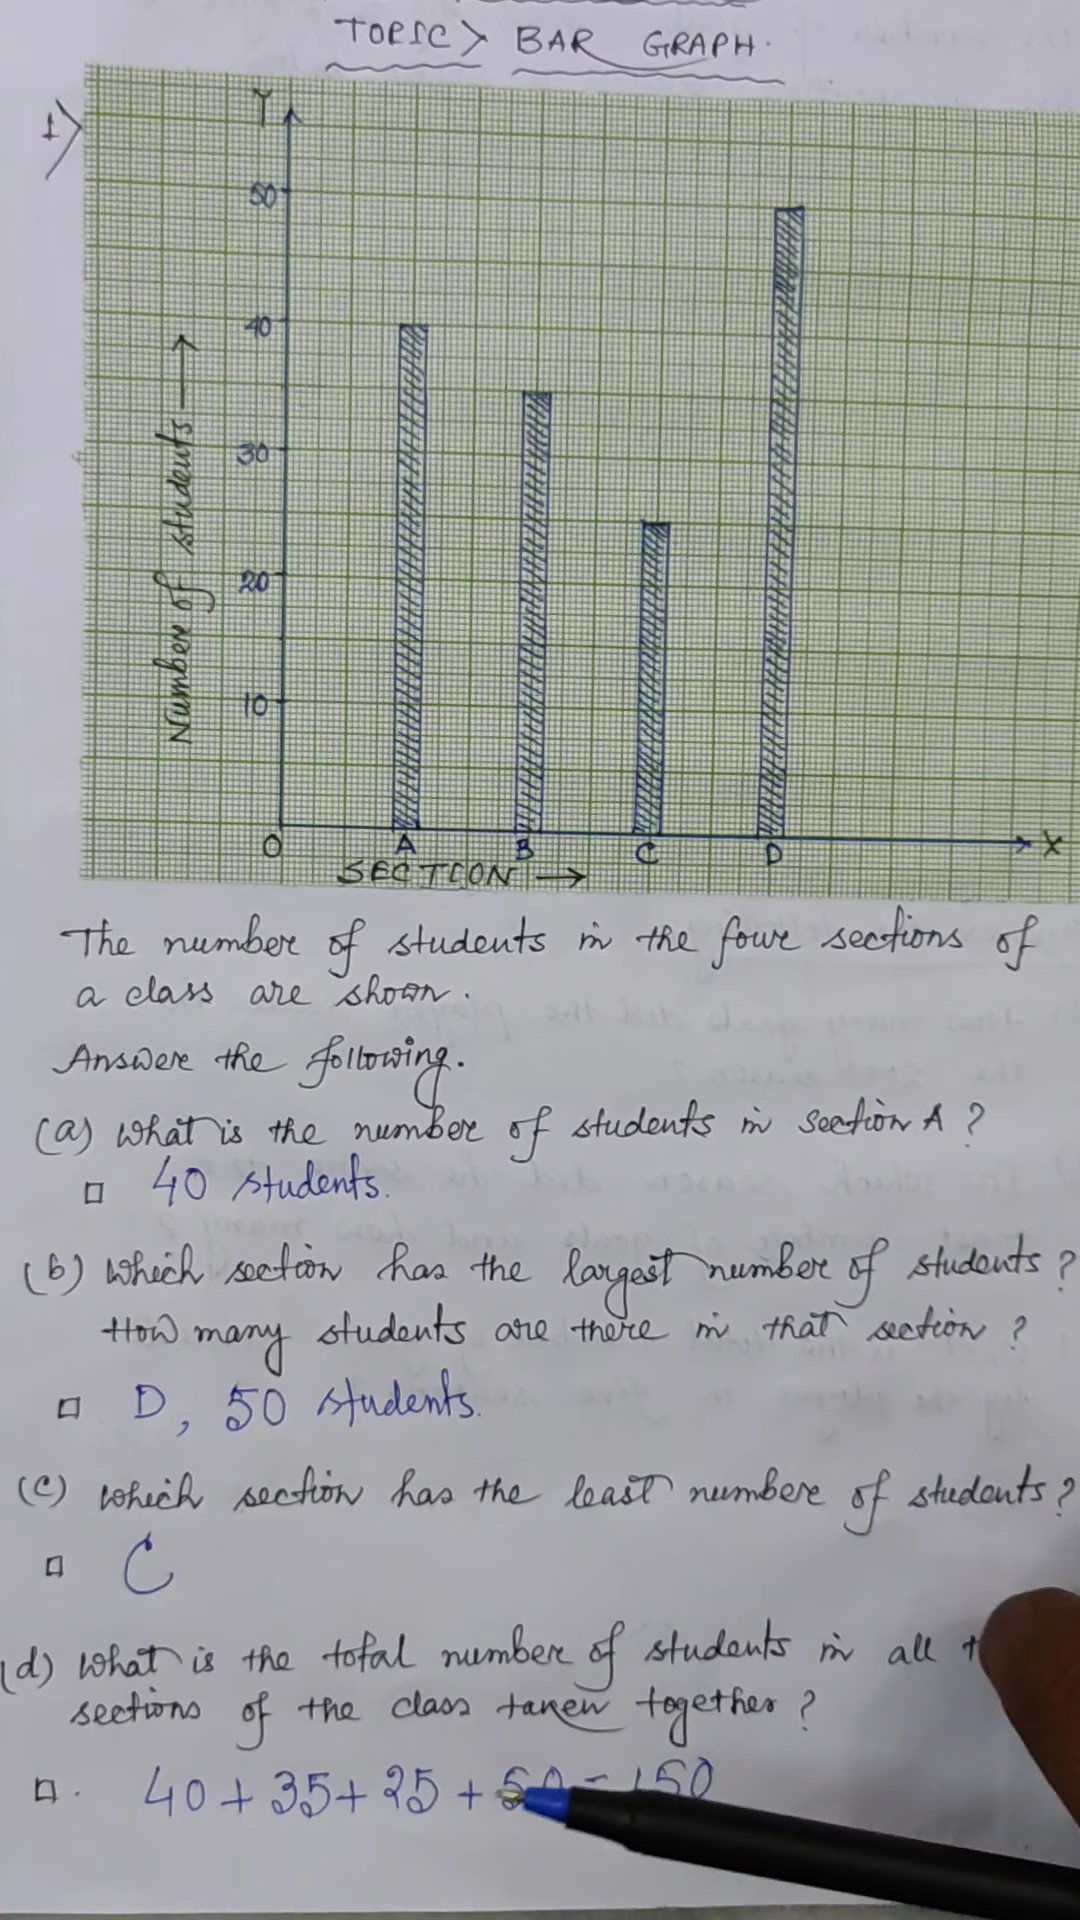 TOPIC > BAR GRAPH.
1)
Y
50
40
30
20
10
O
A B C D
X
Number of students →
SECTION →
The number of students in the four sections of
a class are shown.
Answer the following.
(a) What is the number of students in section A ?
40 students.
(b) Which section has the largest number of students ?
How many students are there in that section ?
D, 50 students.
(c) Which section has the least number of students ?
C
(d) What is the total number of students in all
sections of the class taken together ?
40 + 35 + 25 + 50 = 150